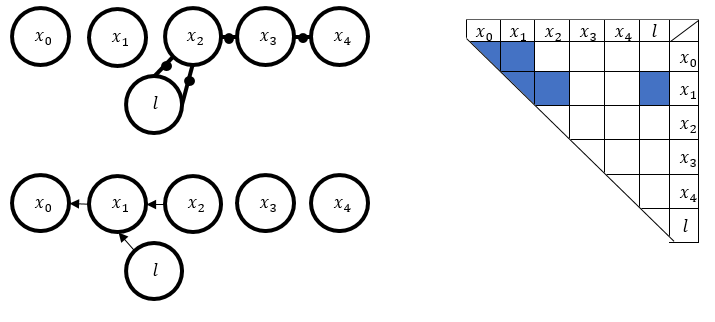 x₀ x₁ x₂ x₃ x₄
l
x₀ x₁ x₂ x₃ x₄
l
x₀ x₁ x₂ x₃ x₄ l
x₀
x₁
x₂
x₃
x₄
l